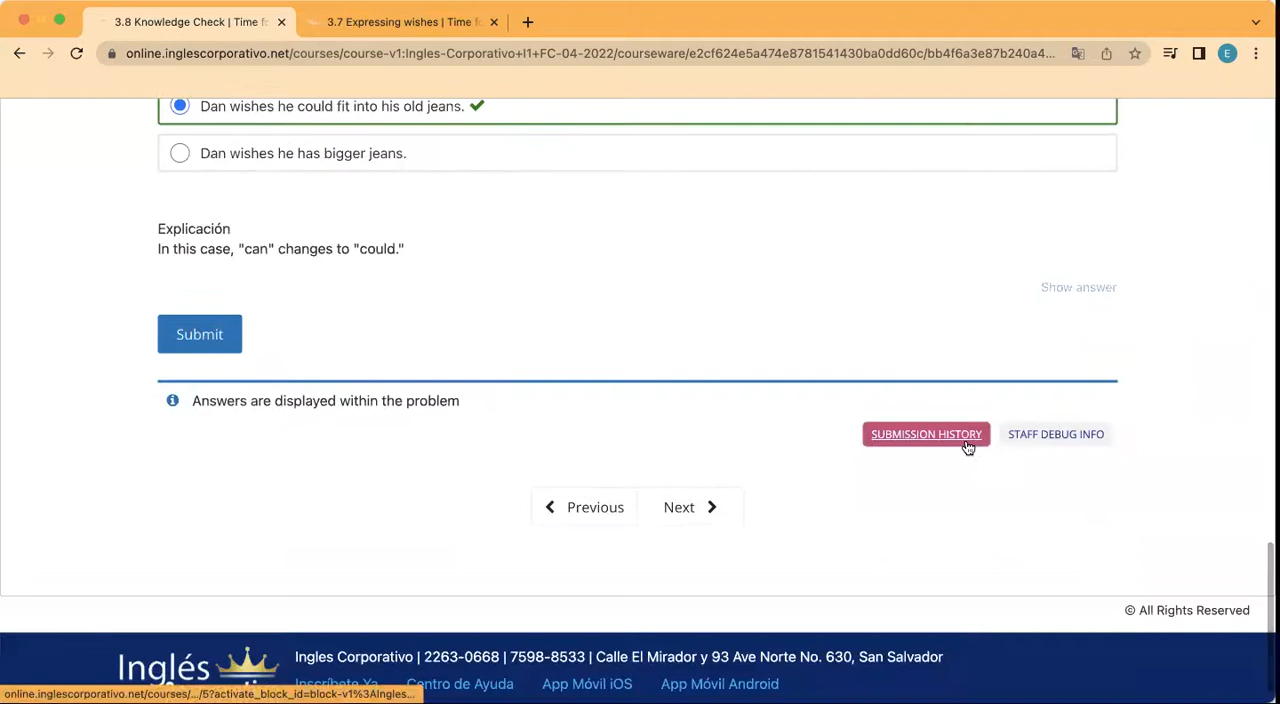 3.8 Knowledge Check | Time f
3.7 Expressing wishes | Time f
online.inglescorporativo.net/courses/course-v1:Ingles-Corporativo+I1+FC-04-2022/courseware/e2cf624e5a474e8781541430ba0dd60c/bb4f6a3e87b240a4...
E
Dan wishes he could fit into his old jeans.
Dan wishes he has bigger jeans.
Explicación
In this case, "can" changes to "could."
Show answer
Submit
Answers are displayed within the problem
SUBMISSION HISTORY STAFF DEBUG INFO
Previous Next
© All Rights Reserved
Inglés
Ingles Corporativo | 2263-0668 | 7598-8533 | Calle El Mirador y 93 Ave Norte No. 630, San Salvador
Inscríbete Ya Centro de Ayuda App Móvil iOS App Móvil Android
online.inglescorporativo.net/courses/.../5?activate_block_id=block-v1%3AIngles...